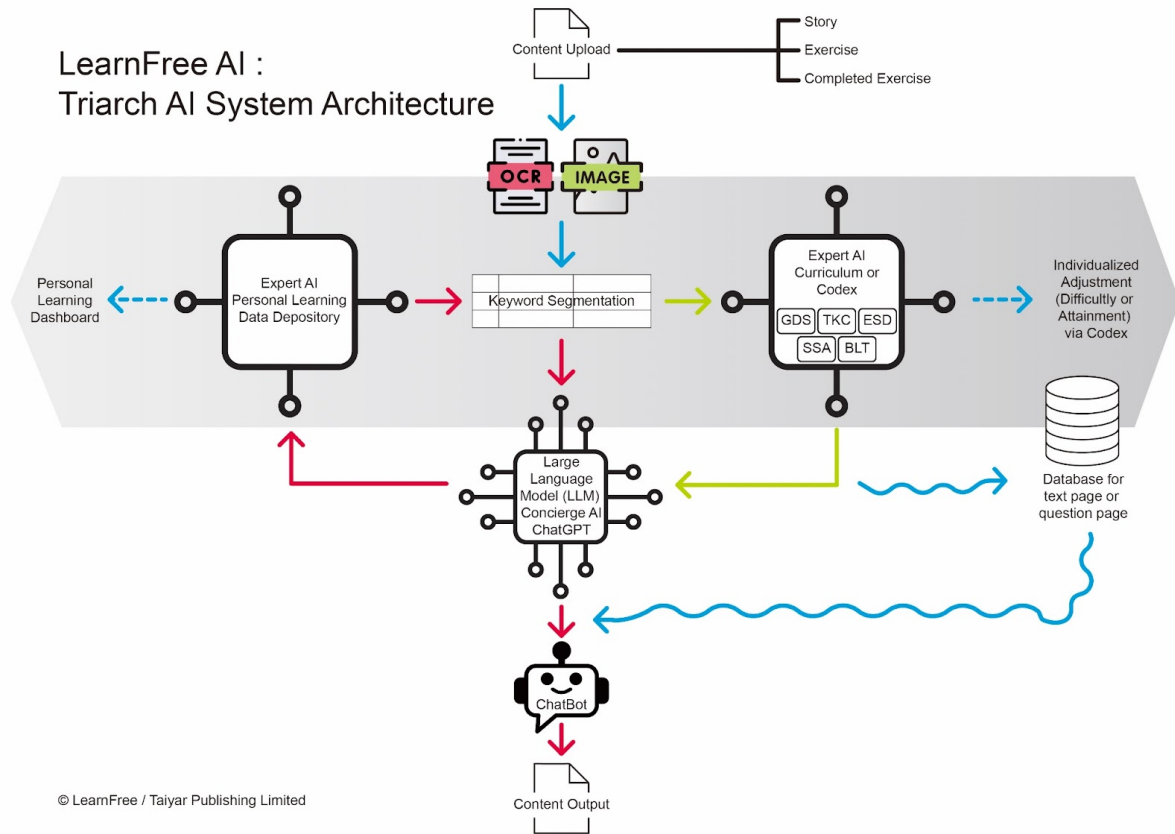 LearnFree AI :
Triarch AI System Architecture
Content Upload
Story
Exercise
Completed Exercise
OCR
IMAGE
Personal
Learning
Dashboard
Expert AI
Personal Learning
Data Depository
Keyword Segmentation
Expert AI
Curriculum or
Codex
GDS
TKC
ESD
SSA
BLT
Individualized
Adjustment
(Difficultly or
Attainment)
via Codex
Large
Language
Model (LLM)
Concierge AI
ChatGPT
Database for
text page or
question page
ChatBot
Content Output
© LearnFree / Taiyar Publishing Limited